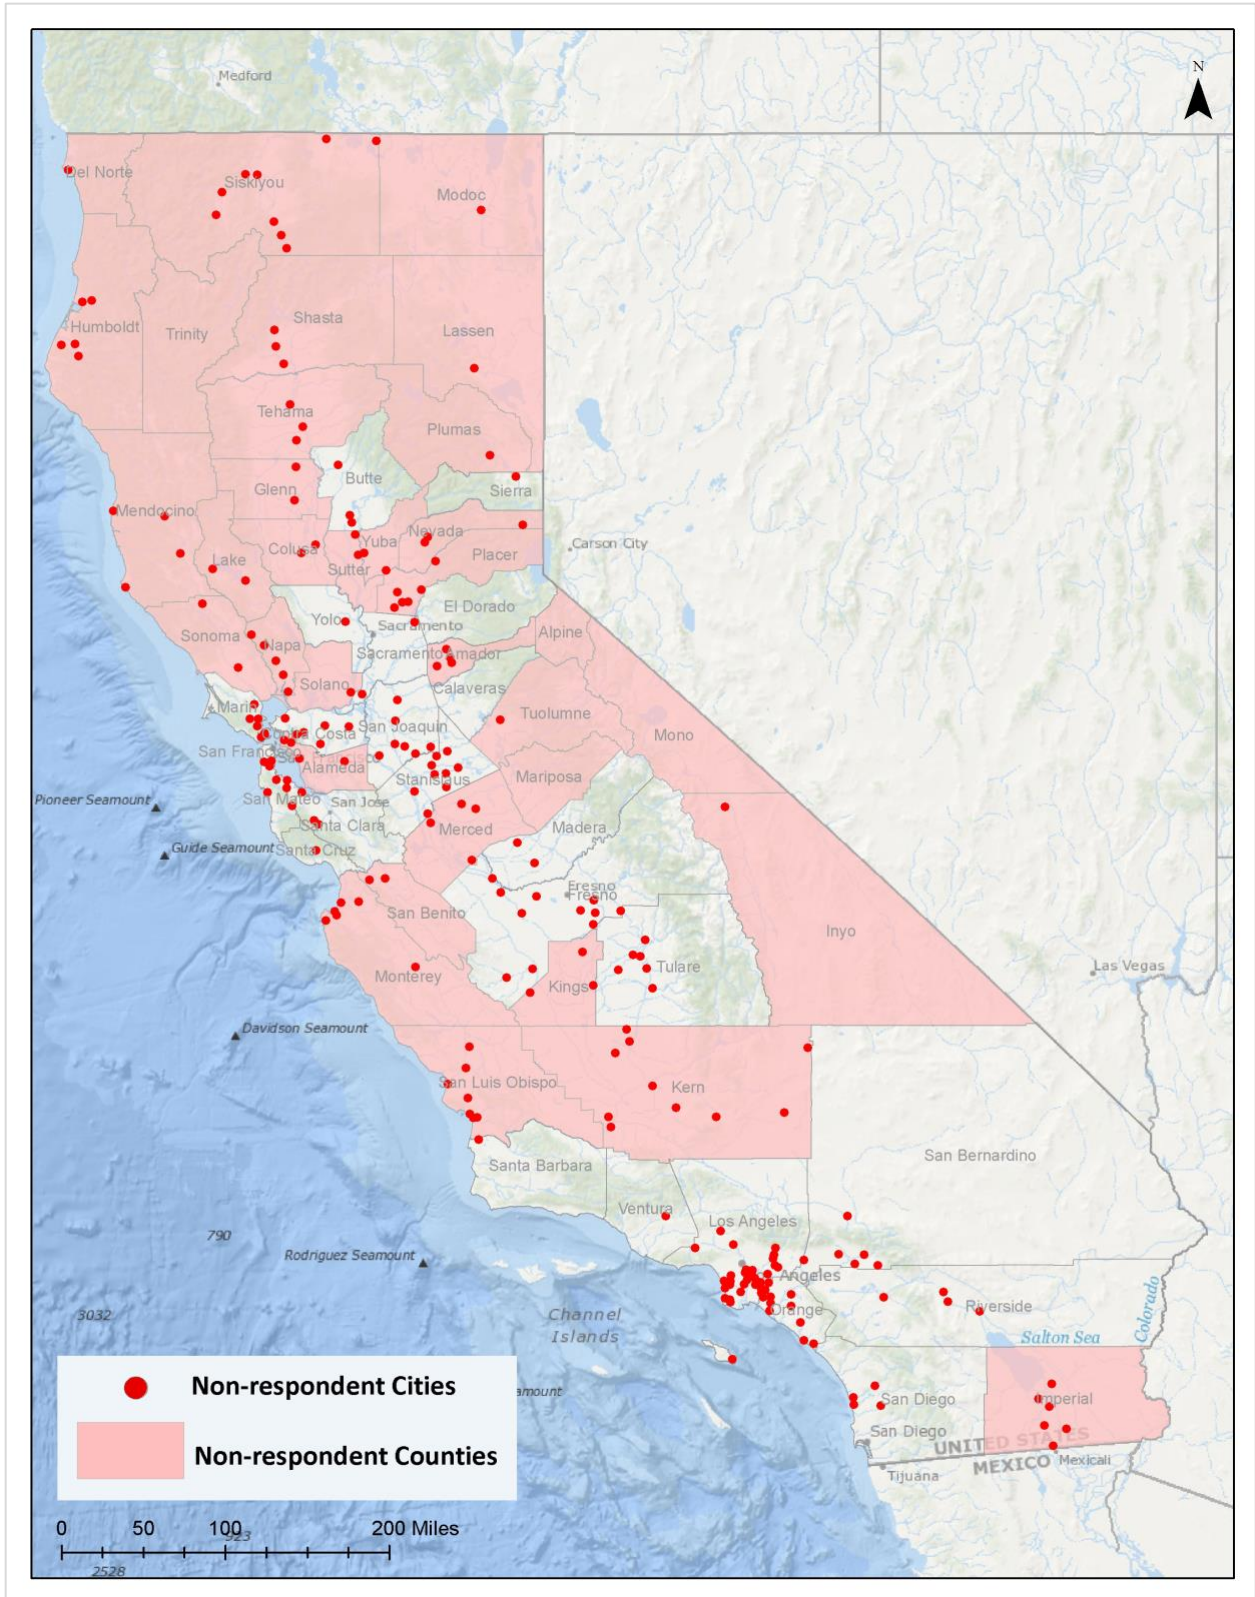 N
Medford
Del Norte
Siskiyou
Modoc
Humboldt
Trinity
Shasta
Lassen
Tehama
Plumas
Butte
Glenn
Sierra
Mendocino
Nevada
Colusa
Yuba
Carson City
Placer
Lake
Sutter
El Dorado
Yolo
Sacramento
Sonoma
Alpine
Napa
Sacramento
Amador
Solano
Calaveras
Marin
Tuolumne
San Joaquin
Contra Costa
Mono
San Francisco
San Francisco
Alameda
Mariposa
Stanislaus
Pioneer Seamount
San Mateo
San Jose
Santa Clara
Merced
Madera
Guide Seamount
Santa Cruz
Fresno
Fresno
San Benito
Inyo
Tulare
Las Vegas
Monterey
Kings
Davidson Seamount
San Luis Obispo
Kern
San Bernardino
Santa Barbara
Ventura
Los Angeles
790
Rodriguez Seamount
Angeles
Riverside
Orange
Colorado
3032
Channel
Islands
Salton Sea
Non-respondent Cities
amount
San Diego
Imperial
San Diego
UNITED STATES
Non-respondent Counties
MEXICO
Mexicali
Tijuana
0 50 100 200 Miles
923
2528